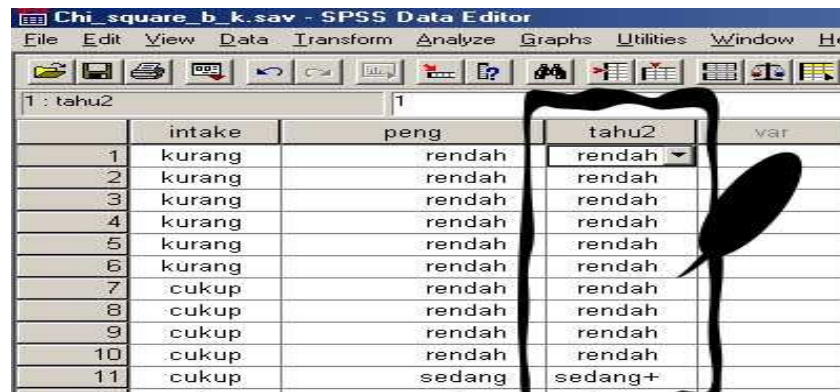 Chi_square_b_k.sav - SPSS Data Editor
File Edit View Data Transform Analyze Graphs Utilities Window He
1 : tahu2 1
intake peng tahu2 var
1 kurang rendah rendah
2 kurang rendah rendah
3 kurang rendah rendah
4 kurang rendah rendah
5 kurang rendah rendah
6 kurang rendah rendah
7 cukup rendah rendah
8 cukup rendah rendah
9 cukup rendah rendah
10 cukup rendah rendah
11 cukup sedang sedang+